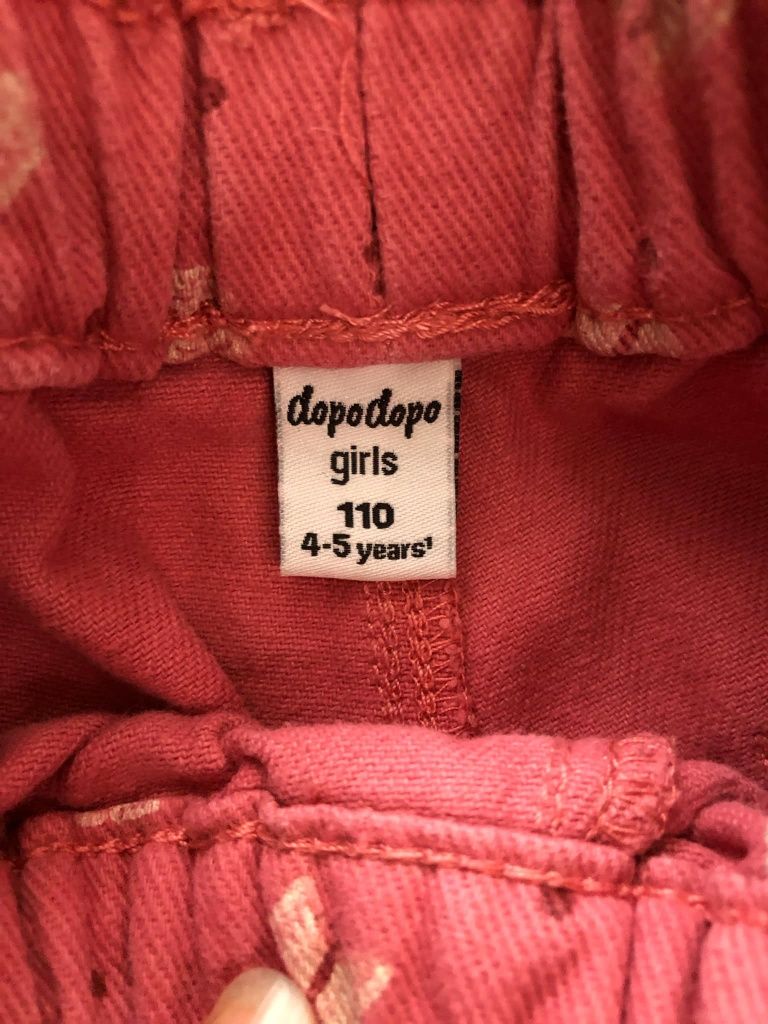 dopodopo
girls
110
4-5 years¹